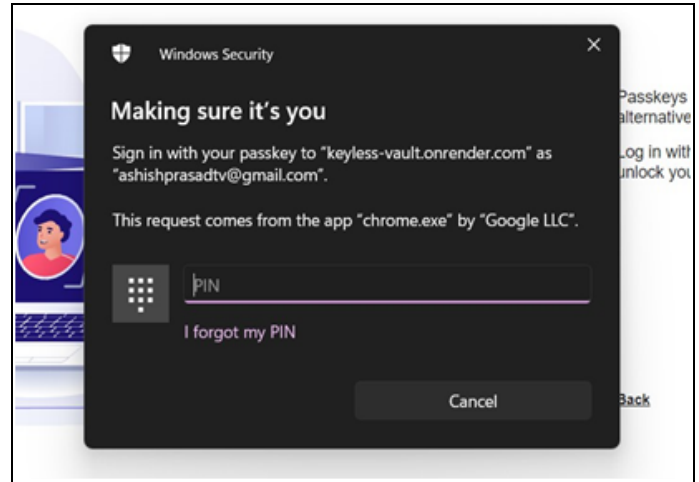 Windows Security
Making sure it's you
Sign in with your passkey to "keyless-vault.onrender.com" as
"ashishprasadtv@gmail.com".
This request comes from the app "chrome.exe" by "Google LLC".
PIN
I forgot my PIN
Cancel
Passkeys
alternative
Log in with
unlock you
Back